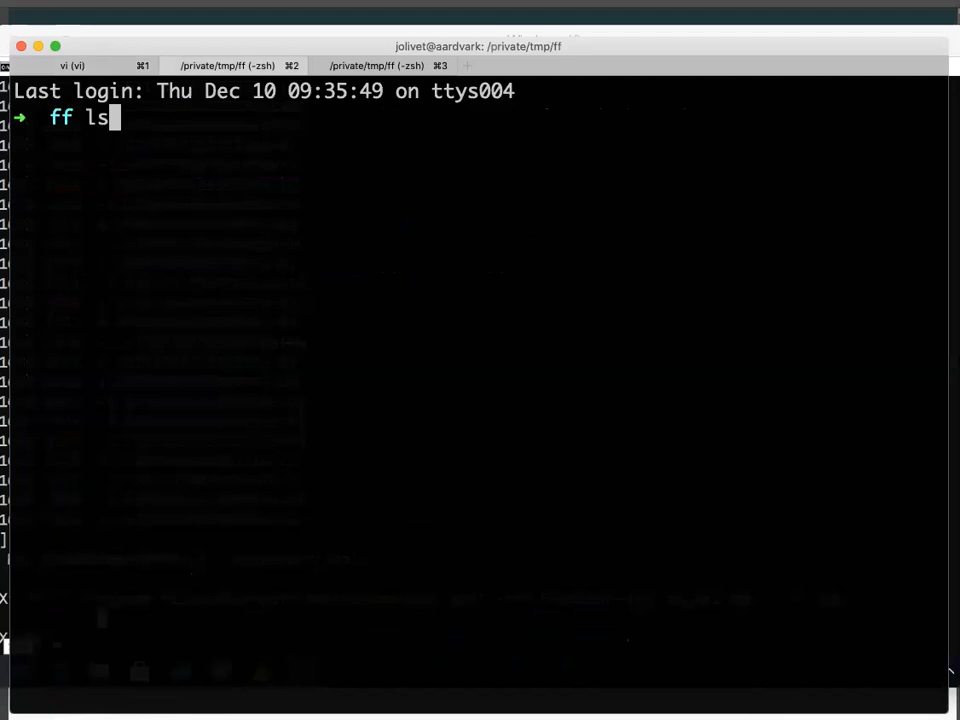 jolivet@aardvark: /private/tmp/ff
vi (vi) ⌘1 /private/tmp/ff (-zsh) ⌘2 /private/tmp/ff (-zsh) ⌘3 +
Last login: Thu Dec 10 09:35:49 on ttys004
➜ ff ls